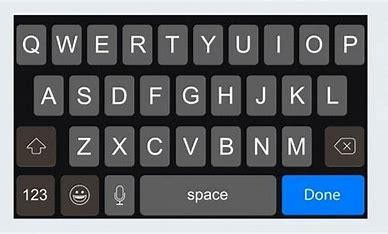 Q W E R T Y U I O P
A S D F G H J K L
Z X C V B N M
123 space Done